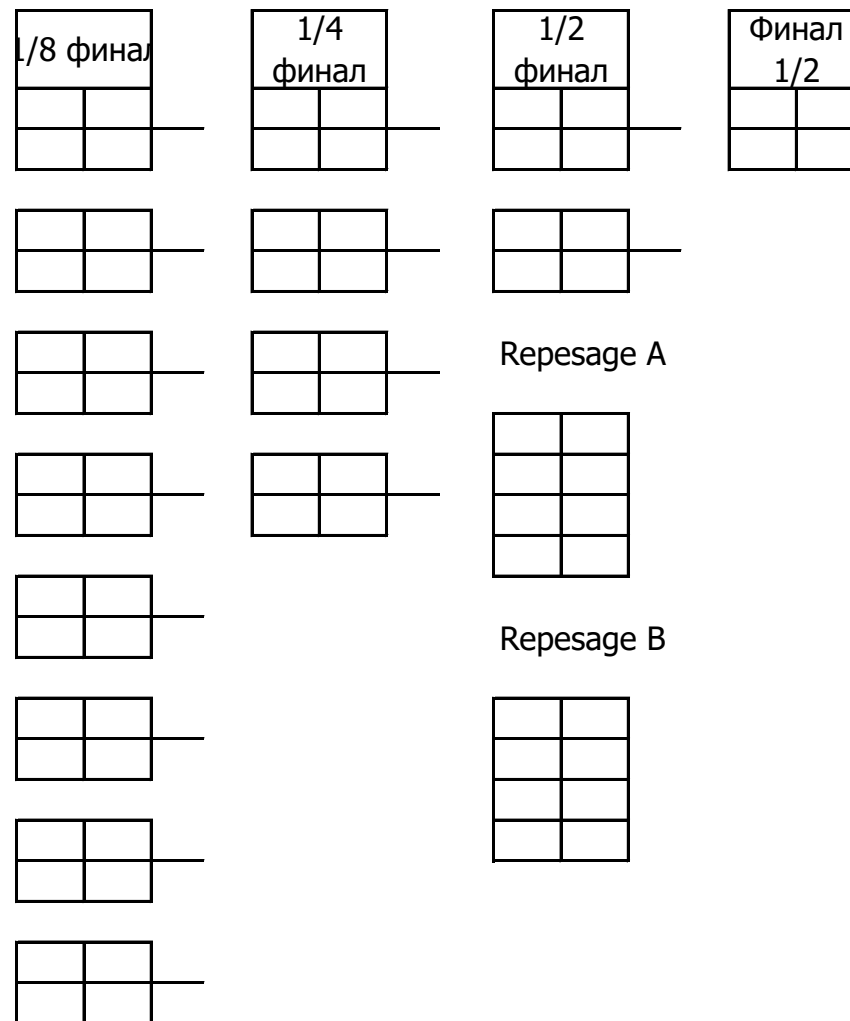 1/8 финал
1/4
финал
1/2
финал
Финал
1/2
Repesage A
Repesage B